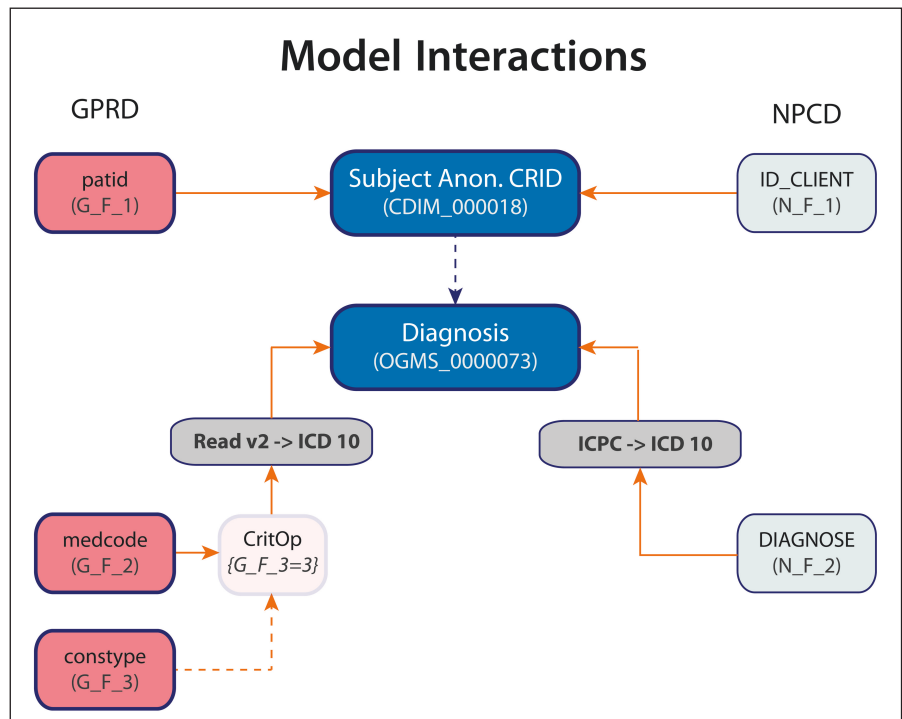 Model Interactions
GPRD
NPCD
patid
(G_F_1)
Subject Anon. CRID
(CDIM_000018)
ID_CLIENT
(N_F_1)
Diagnosis
(OGMS_0000073)
Read v2 -> ICD 10
ICPC -> ICD 10
medcode
(G_F_2)
CritOp
{G_F_3=3}
DIAGNOSE
(N_F_2)
constype
(G_F_3)